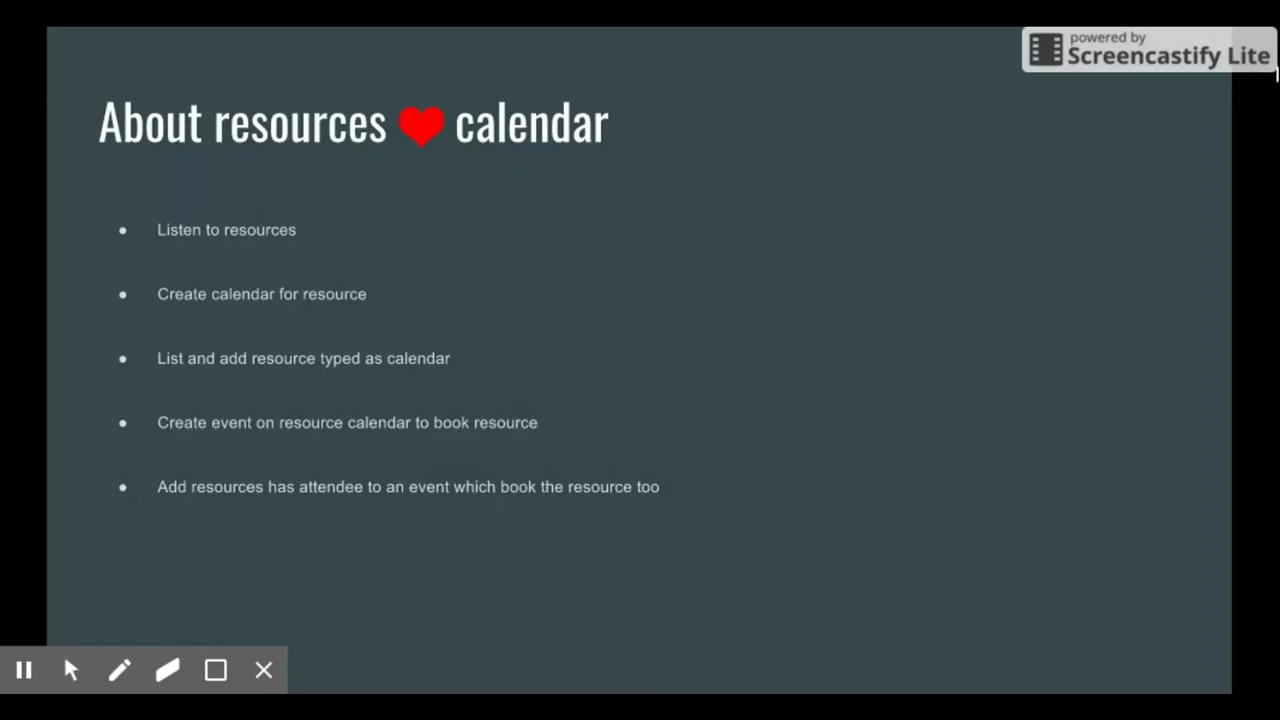 powered by
Screencastify Lite
About resources ❤ calendar
● Listen to resources
● Create calendar for resource
● List and add resource typed as calendar
● Create event on resource calendar to book resource
● Add resources has attendee to an event which book the resource too